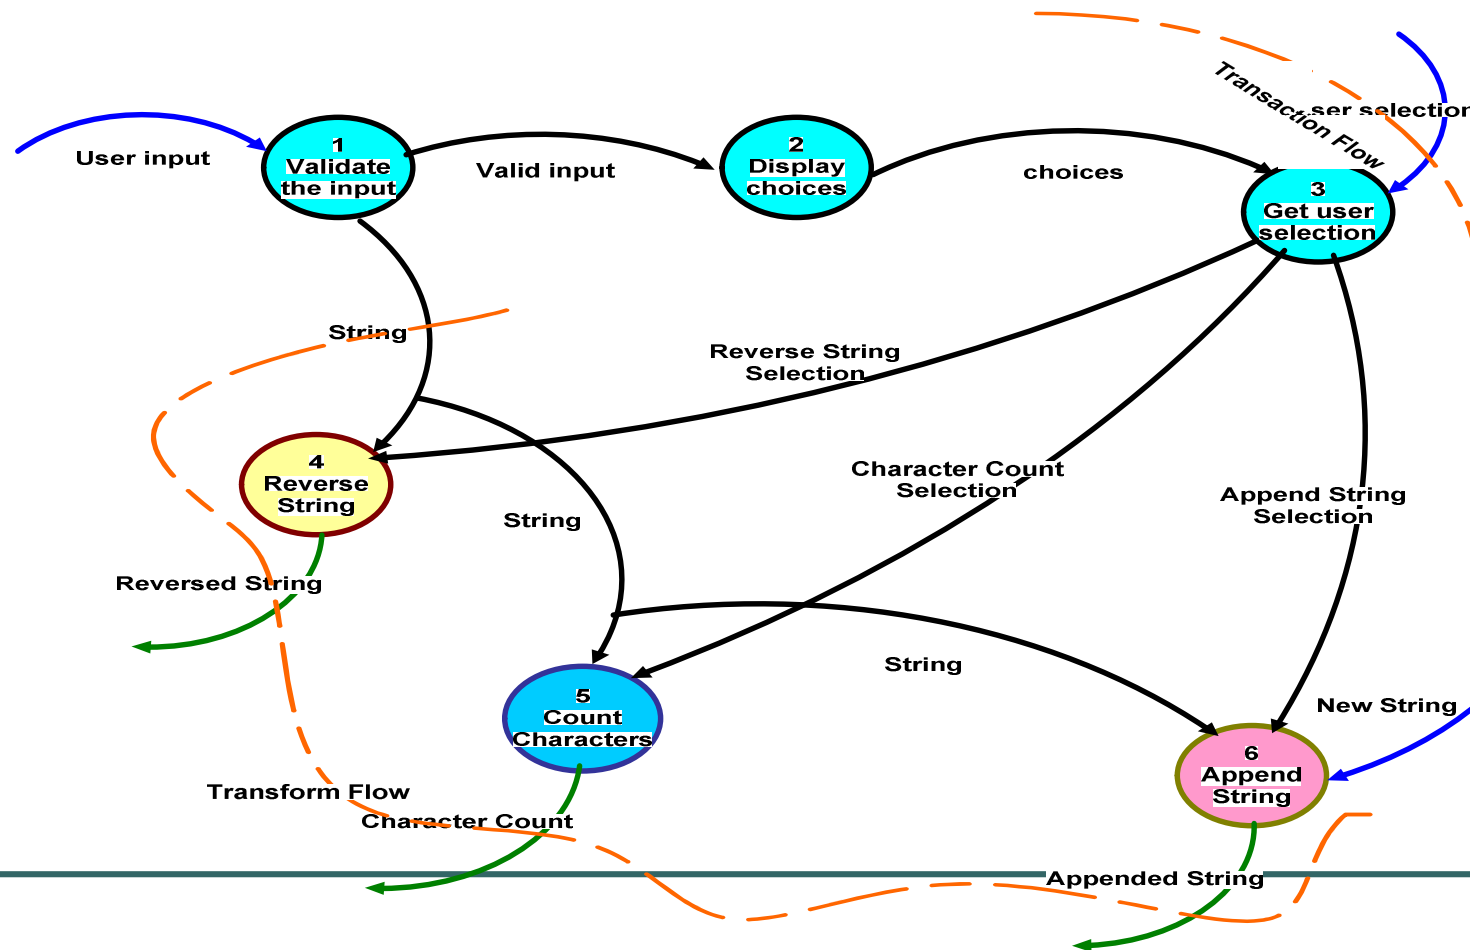 Transaction Flow
ser selection
1
Validate
the input
User input
Valid input
2
Display
choices
choices
3
Get user
selection
String
Reverse String
Selection
4
Reverse
String
Character Count
Selection
Append String
Selection
String
Reversed String
String
5
Count
Characters
New String
6
Append
String
Transform Flow
Character Count
Appended String